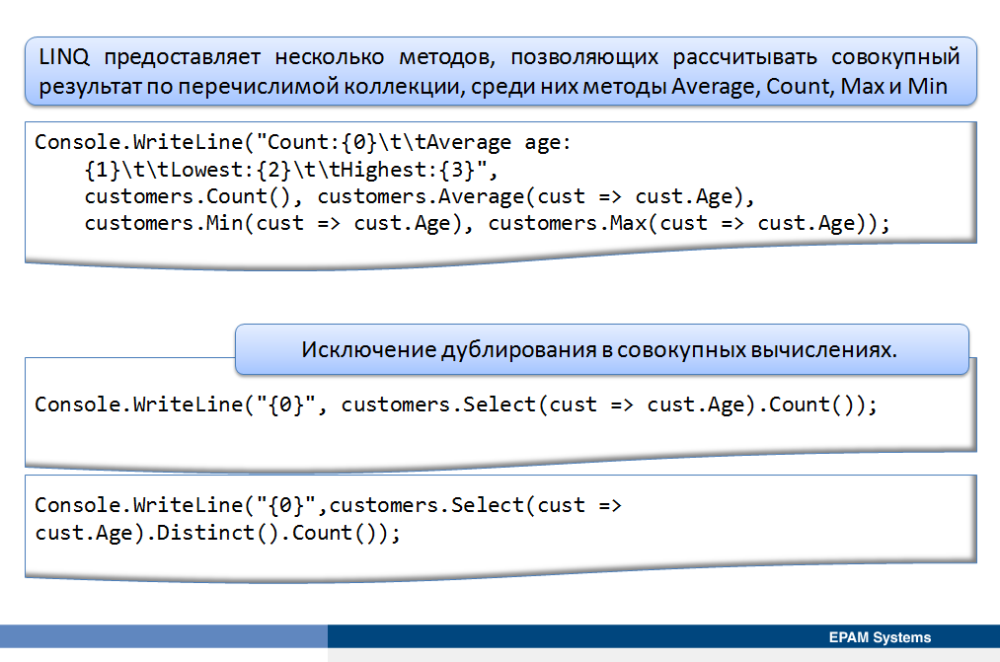 LINQ предоставляет несколько методов, позволяющих рассчитывать совокупный
результат по перечислимой коллекции, среди них методы Average, Count, Max и Min
Console.WriteLine("Count:{0}\t\tAverage age:
{1}\t\tLowest:{2}\t\tHighest:{3}",
customers.Count(), customers.Average(cust => cust.Age),
customers.Min(cust => cust.Age), customers.Max(cust => cust.Age));
Исключение дублирования в совокупных вычислениях.
Console.WriteLine("{0}", customers.Select(cust => cust.Age).Count());
Console.WriteLine("{0}",customers.Select(cust =>
cust.Age).Distinct().Count());
EPAM Systems